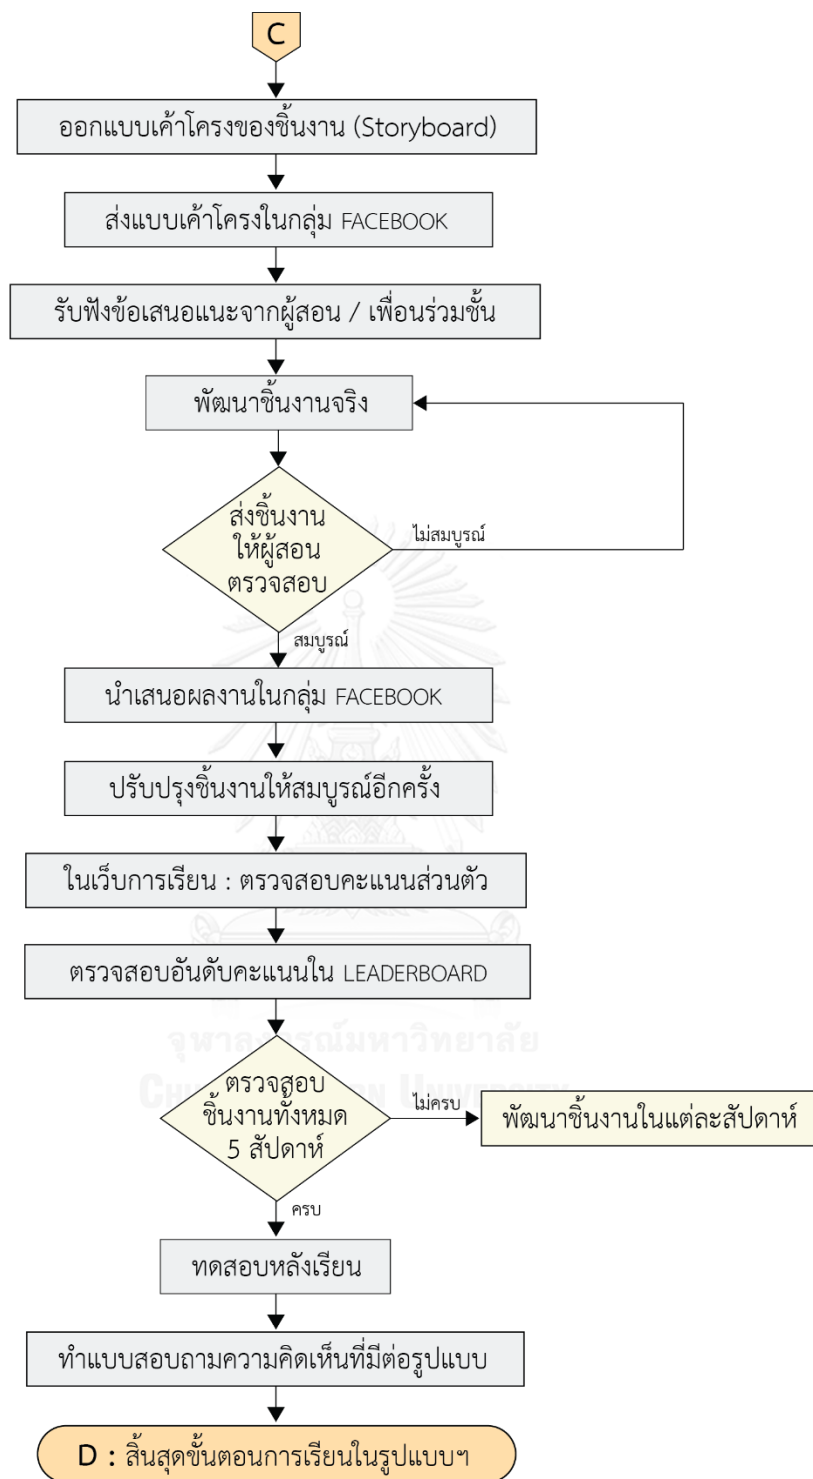 C
ออกแบบเค้าโครงของชิ้นงาน (Storyboard)
ส่งแบบเค้าโครงในกลุ่ม FACEBOOK
รับฟังข้อเสนอแนะจากผู้สอน / เพื่อนร่วมชั้น
พัฒนาชิ้นงานจริง
ส่งชิ้นงาน
ให้ผู้สอน
ตรวจสอบ
ไม่สมบูรณ์
สมบูรณ์
นำเสนอผลงานในกลุ่ม FACEBOOK
ปรับปรุงชิ้นงานให้สมบูรณ์อีกครั้ง
ในเว็บการเรียน : ตรวจสอบคะแนนส่วนตัว
ตรวจสอบอันดับคะแนนใน LEADERBOARD
ตรวจสอบ
ชิ้นงานทั้งหมด
5 สัปดาห์
ไม่ครบ
พัฒนาชิ้นงานในแต่ละสัปดาห์
ครบ
ทดสอบหลังเรียน
ทำแบบสอบถามความคิดเห็นที่มีต่อรูปแบบ
D : สิ้นสุดขั้นตอนการเรียนในรูปแบบฯ